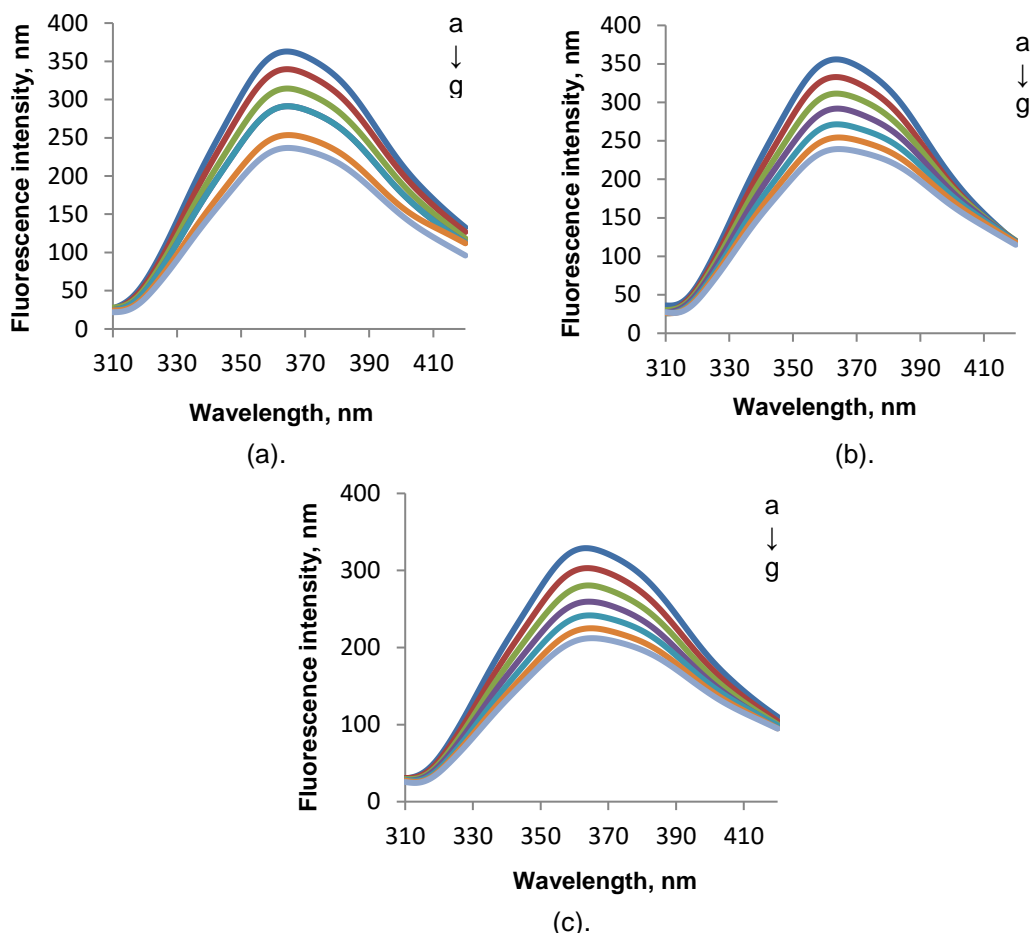 Fluorescence intensity, nm
400
350
300
250
200
150
100
50
0
310 330 350 370 390 410
Wavelength, nm
a
↓
g
(a).
Fluorescence intensity, nm
400
350
300
250
200
150
100
50
0
310 330 350 370 390 410
Wavelength, nm
a
↓
g
(b).
Fluorescence intensity, nm
400
300
200
100
0
310 330 350 370 390 410
Wavelength, nm
a
↓
g
(c).